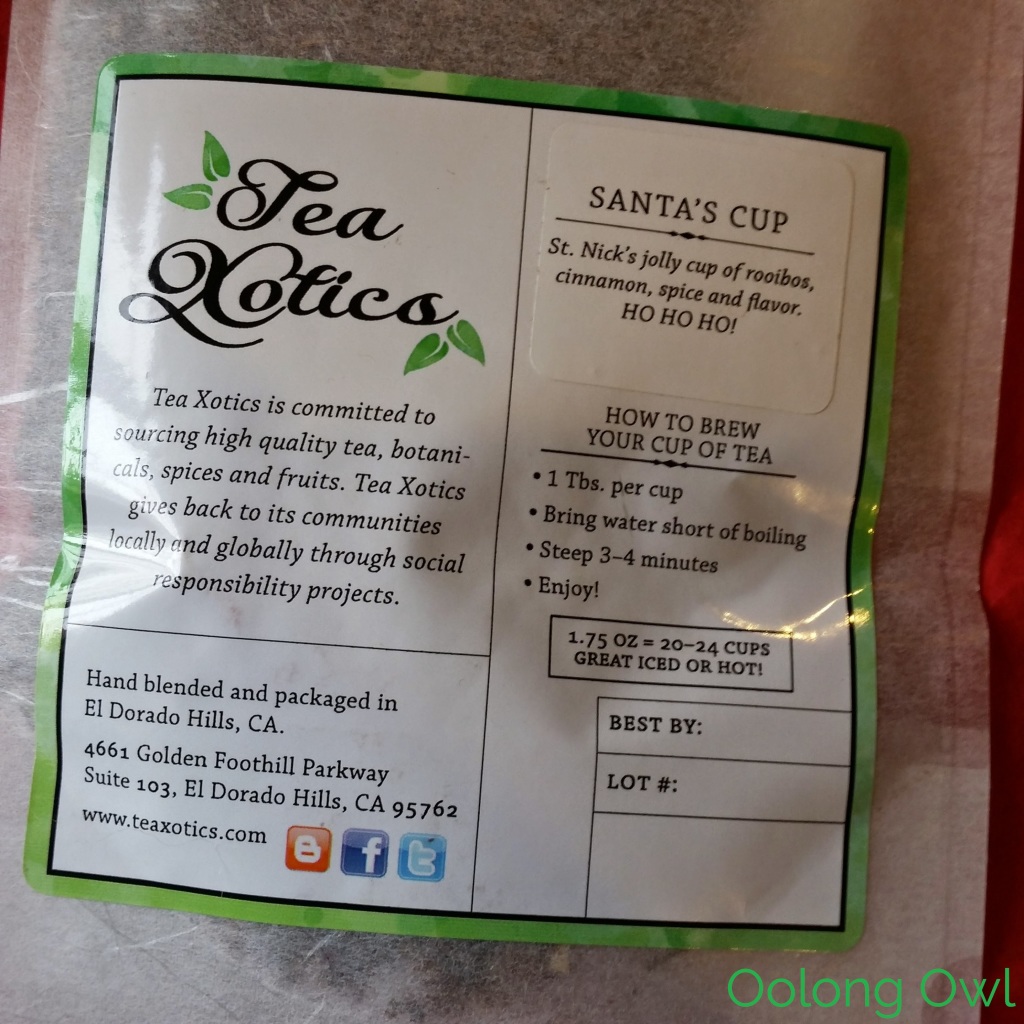 Tea
Xotics
Tea Xotics is committed to
sourcing high quality tea, botani-
cals, spices and fruits. Tea Xotics
gives back to its communities
locally and globally through social
responsibility projects.
Hand blended and packaged in
El Dorado Hills, CA.
4661 Golden Foothill Parkway
Suite 103, El Dorado Hills, CA 95762
www.teaxotics.com
SANTA'S CUP
St. Nick's jolly cup of rooibos,
cinnamon, spice and flavor.
HO HO HO!
HOW TO BREW
YOUR CUP OF TEA
• 1 Tbs. per cup
• Bring water short of boiling
• Steep 3–4 minutes
• Enjoy!
1.75 OZ = 20–24 CUPS
GREAT ICED OR HOT!
BEST BY:
LOT #:
Oolong Owl